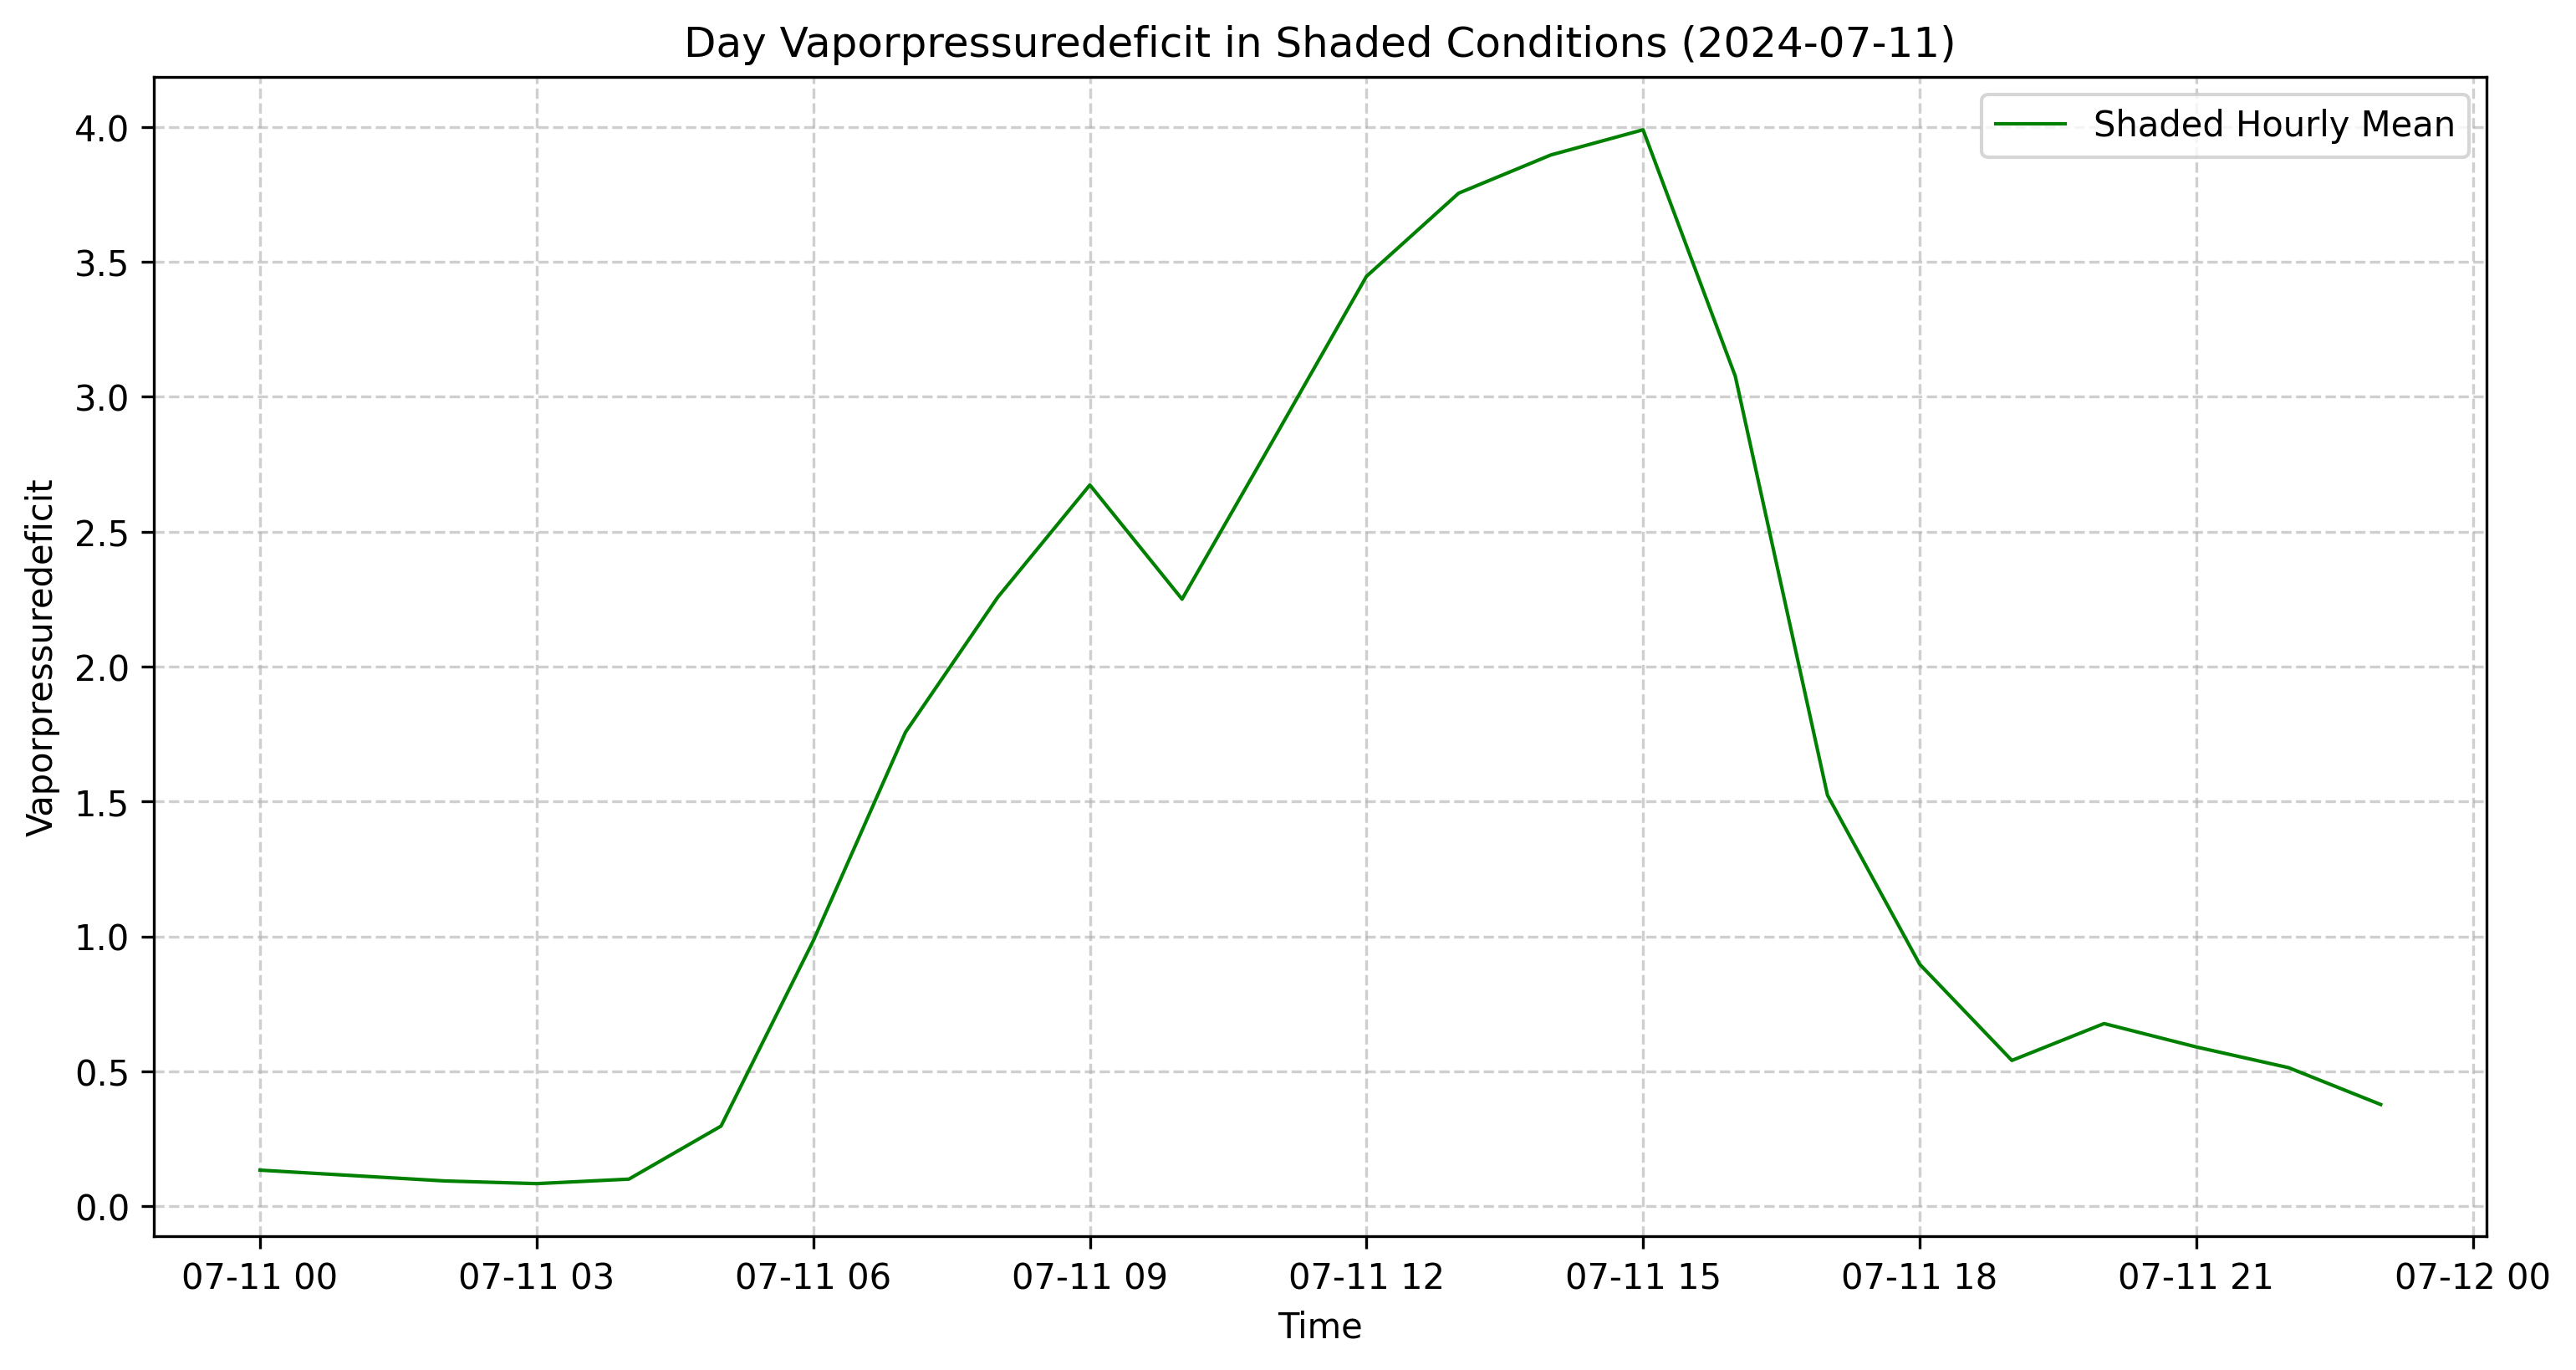 Day Vaporpressuredeficit in Shaded Conditions (2024-07-11)
Shaded Hourly Mean
Vaporpressuredeficit
4.0
3.5
3.0
2.5
2.0
1.5
1.0
0.5
0.0
07-11 00 07-11 03 07-11 06 07-11 09 07-11 12 07-11 15 07-11 18 07-11 21 07-12 00
Time